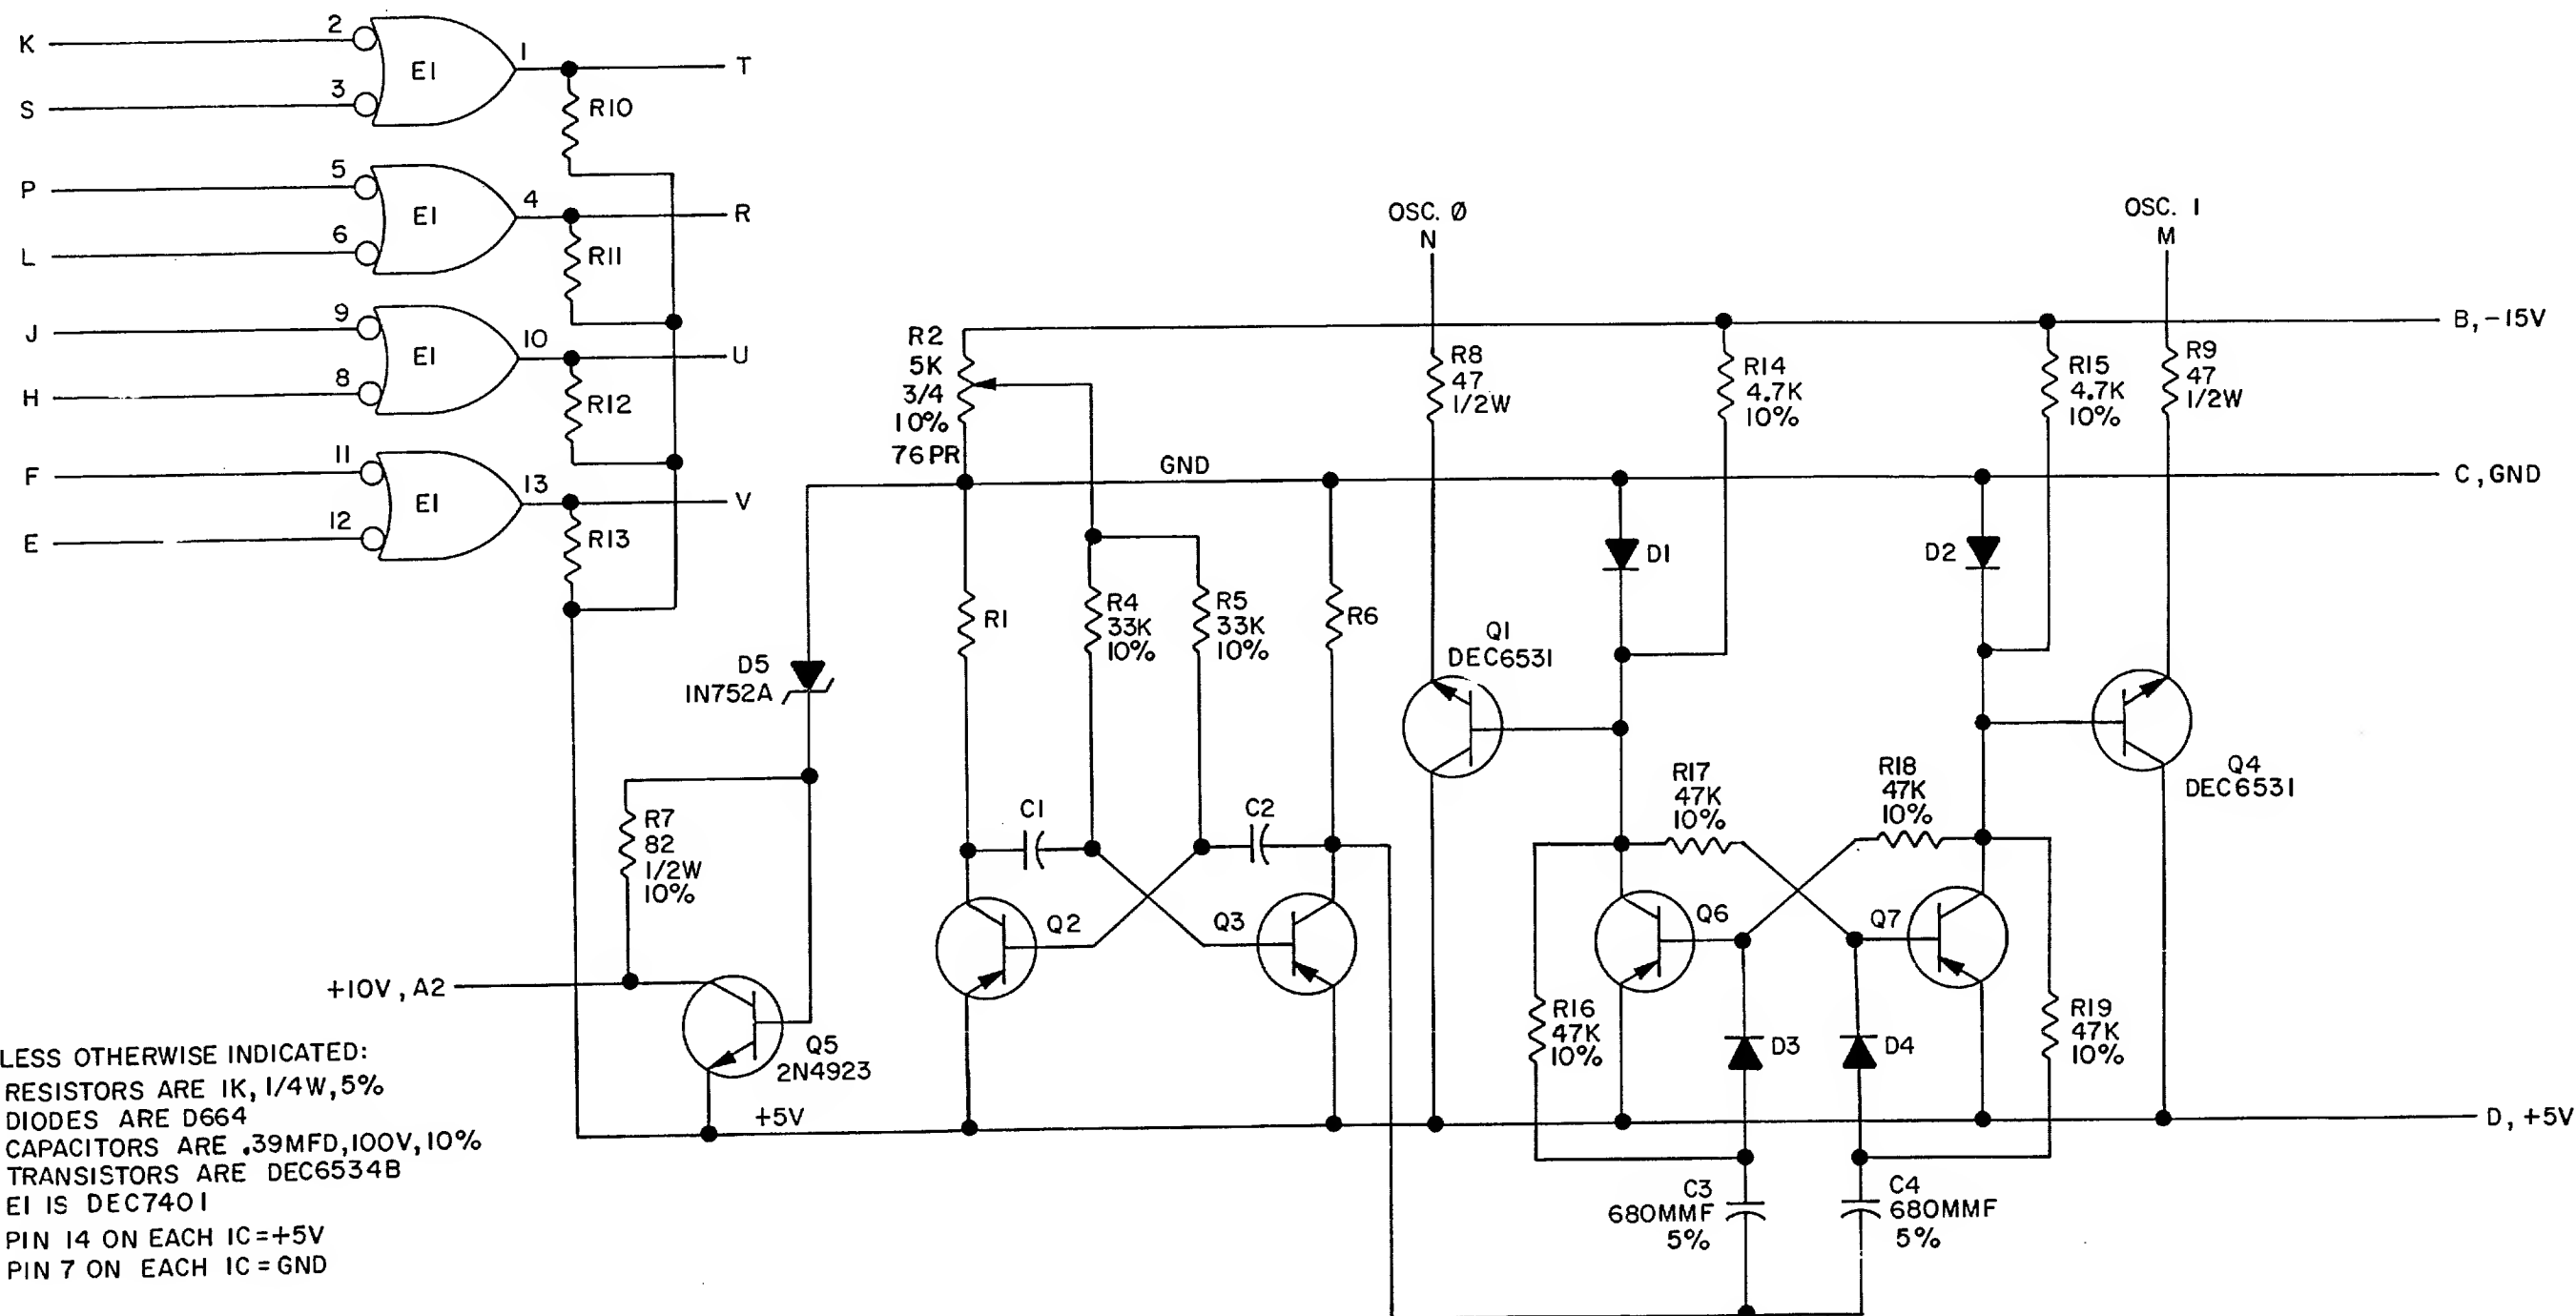 K
2
3
S
E1
1
T
R10
P
5
6
L
E1
4
R
R11
J
9
8
H
E1
10
U
R12
F
11
12
E
E1
13
V
R13
OSC. Ø
N
OSC. 1
M
B, -15V
R2
5K
3/4
10%
76PR
R8
47
1/2W
R14
4.7K
10%
R15
4.7K
10%
R9
47
1/2W
GND
C, GND
D1
D2
R1
R4
33K
10%
R5
33K
10%
R6
D5
IN752A
Q1
DEC6531
Q4
DEC6531
R7
82
1/2W
10%
C1
C2
R17
47K
10%
R18
47K
10%
Q2
Q3
Q6
Q7
+10V, A2
Q5
2N4923
R16
47K
10%
D3
D4
R19
47K
10%
+5V
D, +5V
C3
680MMF
5%
C4
680MMF
5%
LESS OTHERWISE INDICATED:
RESISTORS ARE 1K, 1/4W, 5%
DIODES ARE D664
CAPACITORS ARE .39MFD, 100V, 10%
TRANSISTORS ARE DEC6534B
E1 IS DEC7401
PIN 14 ON EACH IC=+5V
PIN 7 ON EACH IC = GND